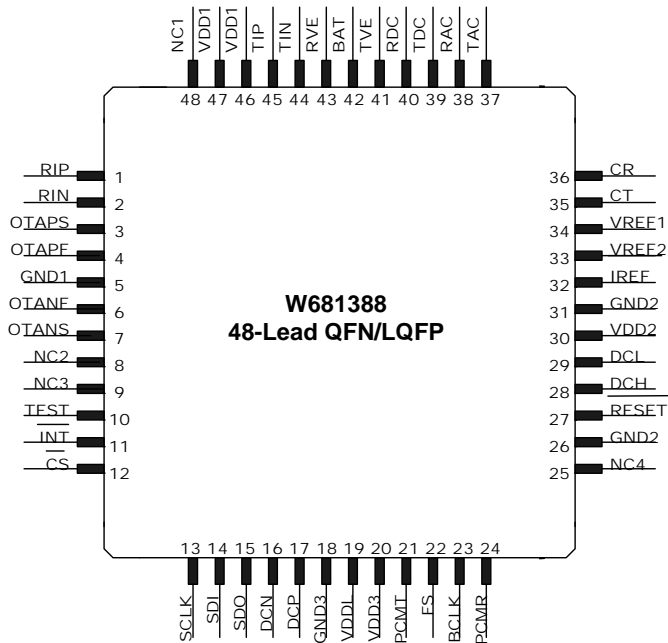 NC1
VDD1
VDD1
TIP
TIN
RVE
BAT
TVE
RDC
TDC
RAC
TAC
48 47 46 45 44 43 42 41 40 39 38 37
RIP 1
RIN 2
OTAPS 3
OTAPF 4
GND1 5
OTANF 6
OTANS 7
NC2 8
NC3 9
TEST 10
INT 11
CS 12
W681388
48-Lead QFN/LQFP
36 CR
35 CT
34 VREF1
33 VREF2
32 IREF
31 GND2
30 VDD2
29 DCL
28 DCH
27 RESET
26 GND2
25 NC4
13 14 15 16 17 18 19 20 21 22 23 24
SCLK
SDI
SDO
DCN
DCP
GND3
VDDL
VDD3
PCMT
FS
BCLK
PCMR